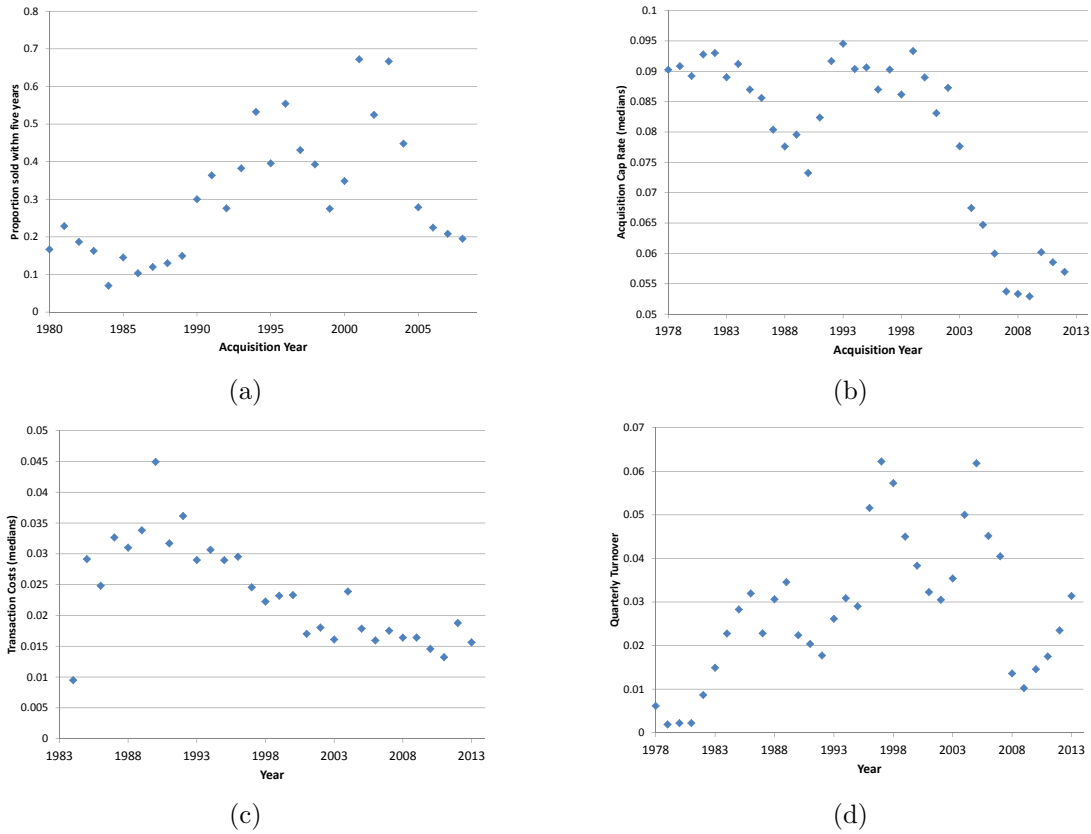 0.8
0.7
0.6
0.5
0.4
0.3
0.2
0.1
0
Proportion sold withn five years
1980 1985 1990 1995 2000 2005
Acquisition Year
(a)
0.1
0.095
0.09
0.085
0.08
0.075
0.07
0.065
0.06
0.055
0.05
Acquisition Cap Rate (medians)
1978 1983 1988 1993 1998 2003 2008 2013
Acquisition Year
(b)
0.05
0.045
0.04
0.035
0.03
0.025
0.02
0.015
0.01
0.005
0
Transaction Costs (medians)
1983 1988 1993 1998 2003 2008 2013
Year
(c)
0.07
0.06
0.05
0.04
0.03
0.02
0.01
0
Quarterly Turnover
1978 1983 1988 1993 1998 2003 2008 2013
Year
(d)